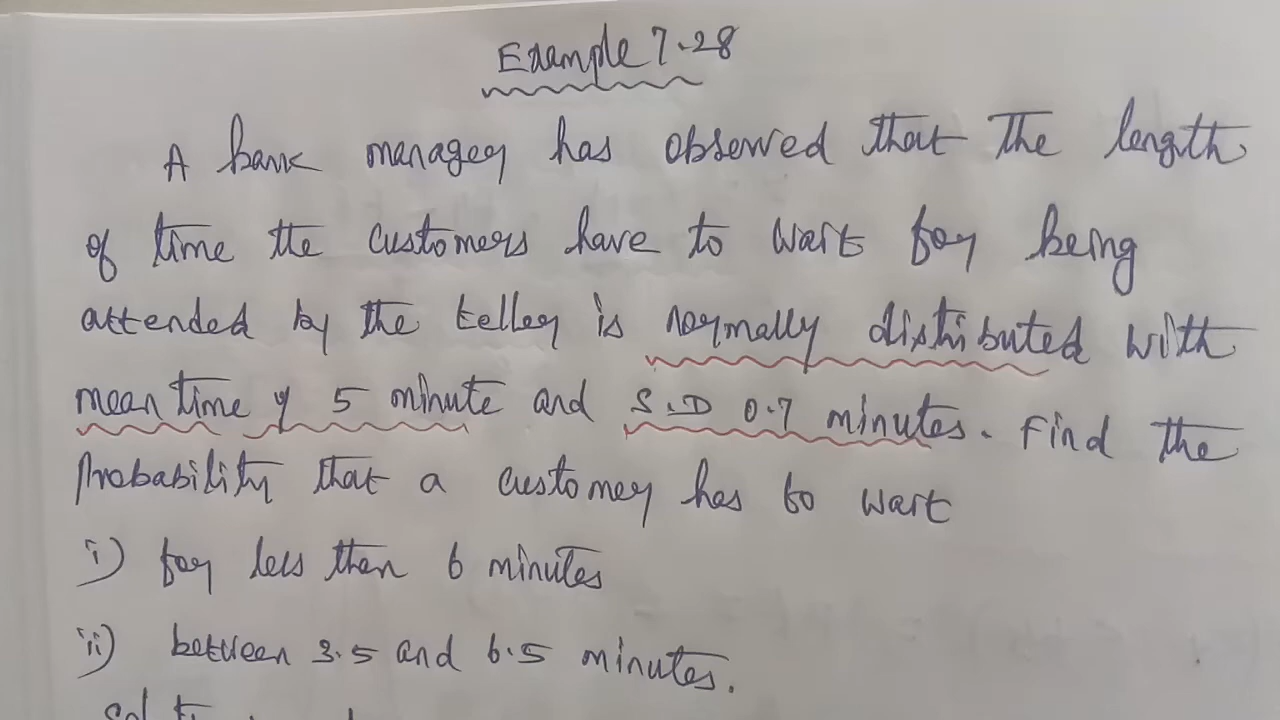 Example 7.28
A bank manager has observed that the length
of time the customers have to wait for being
attended by the teller is normally distributed with
mean time of 5 minute and S.D 0.7 minutes. Find the
Probability that a customer has to wait
i) for less than 6 minutes
ii) between 3.5 and 6.5 minutes.